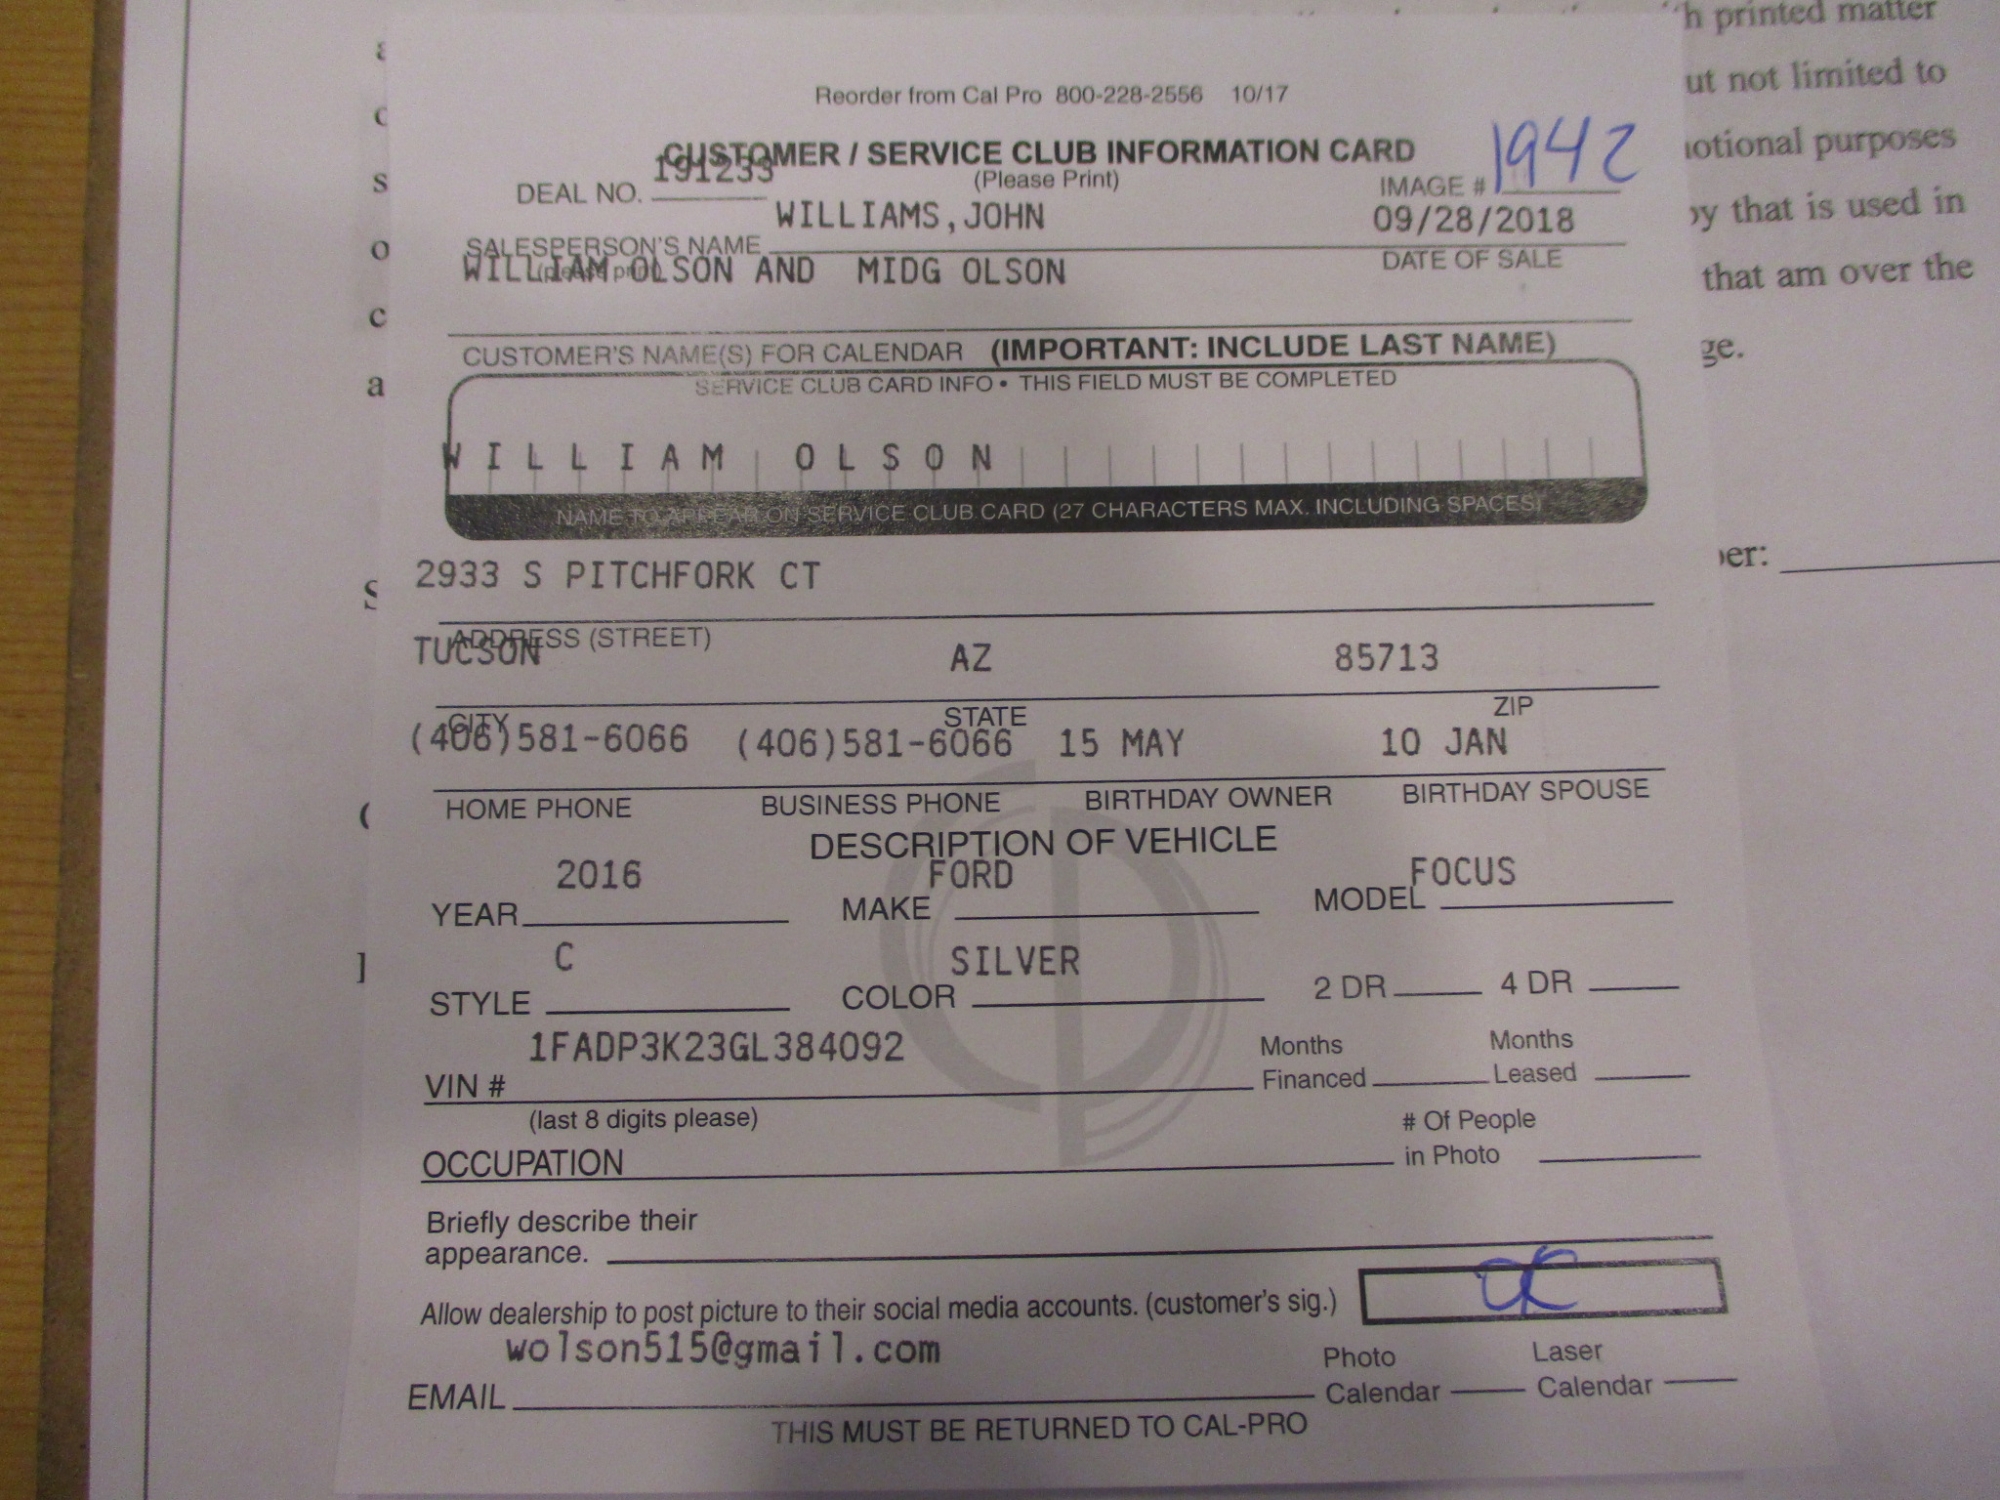 h printed matter
ut not limited to
notional purposes
by that is used in
that am over the
ge.
er:
Reorder from Cal Pro 800-228-2556 10/17
CUSTOMER / SERVICE CLUB INFORMATION CARD
(Please Print)
DEAL NO. 191233
IMAGE # 1942
WILLIAMS,JOHN 09/28/2018
SALESPERSON'S NAME DATE OF SALE
(please print)
WILLIAM OLSON AND MIDG OLSON
CUSTOMER'S NAME(S) FOR CALENDAR (IMPORTANT: INCLUDE LAST NAME)
SERVICE CLUB CARD INFO • THIS FIELD MUST BE COMPLETED
WILLIAM OLSON
NAME TO APPEAR ON SERVICE CLUB CARD (27 CHARACTERS MAX. INCLUDING SPACES)
2933 S PITCHFORK CT
ADDRESS (STREET)
TUCSON AZ 85713
CITY STATE ZIP
(406)581-6066 (406)581-6066 15 MAY 10 JAN
HOME PHONE BUSINESS PHONE BIRTHDAY OWNER BIRTHDAY SPOUSE
DESCRIPTION OF VEHICLE
2016 FORD FOCUS
YEAR MAKE MODEL
C SILVER
STYLE COLOR 2 DR 4 DR
1FADP3K23GL384092
VIN # Months Financed Months Leased
(last 8 digits please)
OCCUPATION # Of People in Photo
Briefly describe their
appearance.
Allow dealership to post picture to their social media accounts. (customer's sig.)
wolson515@gmail.com
EMAIL Photo Calendar Laser Calendar
THIS MUST BE RETURNED TO CAL-PRO